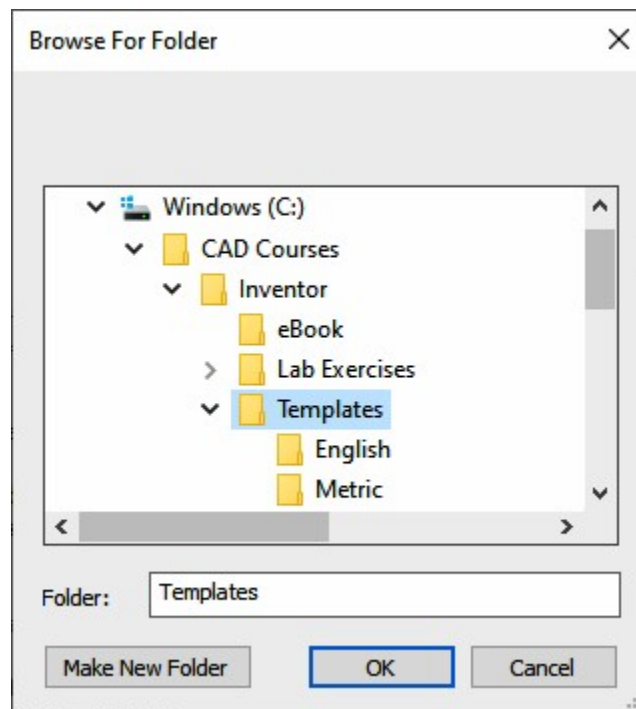 Browse For Folder
Windows (C:)
CAD Courses
Inventor
eBook
Lab Exercises
Templates
English
Metric
Folder: Templates
Make New Folder OK Cancel